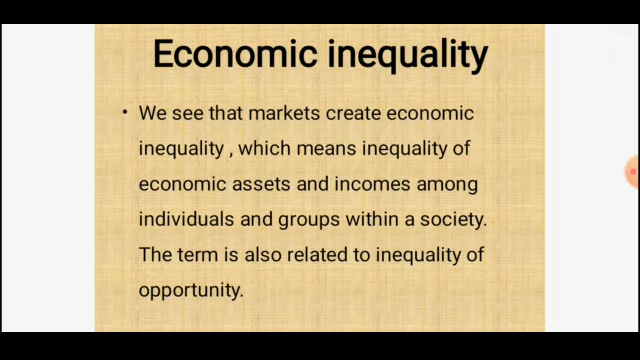 Economic inequality
• We see that markets create economic
inequality , which means inequality of
economic assets and incomes among
individuals and groups within a society.
The term is also related to inequality of
opportunity.